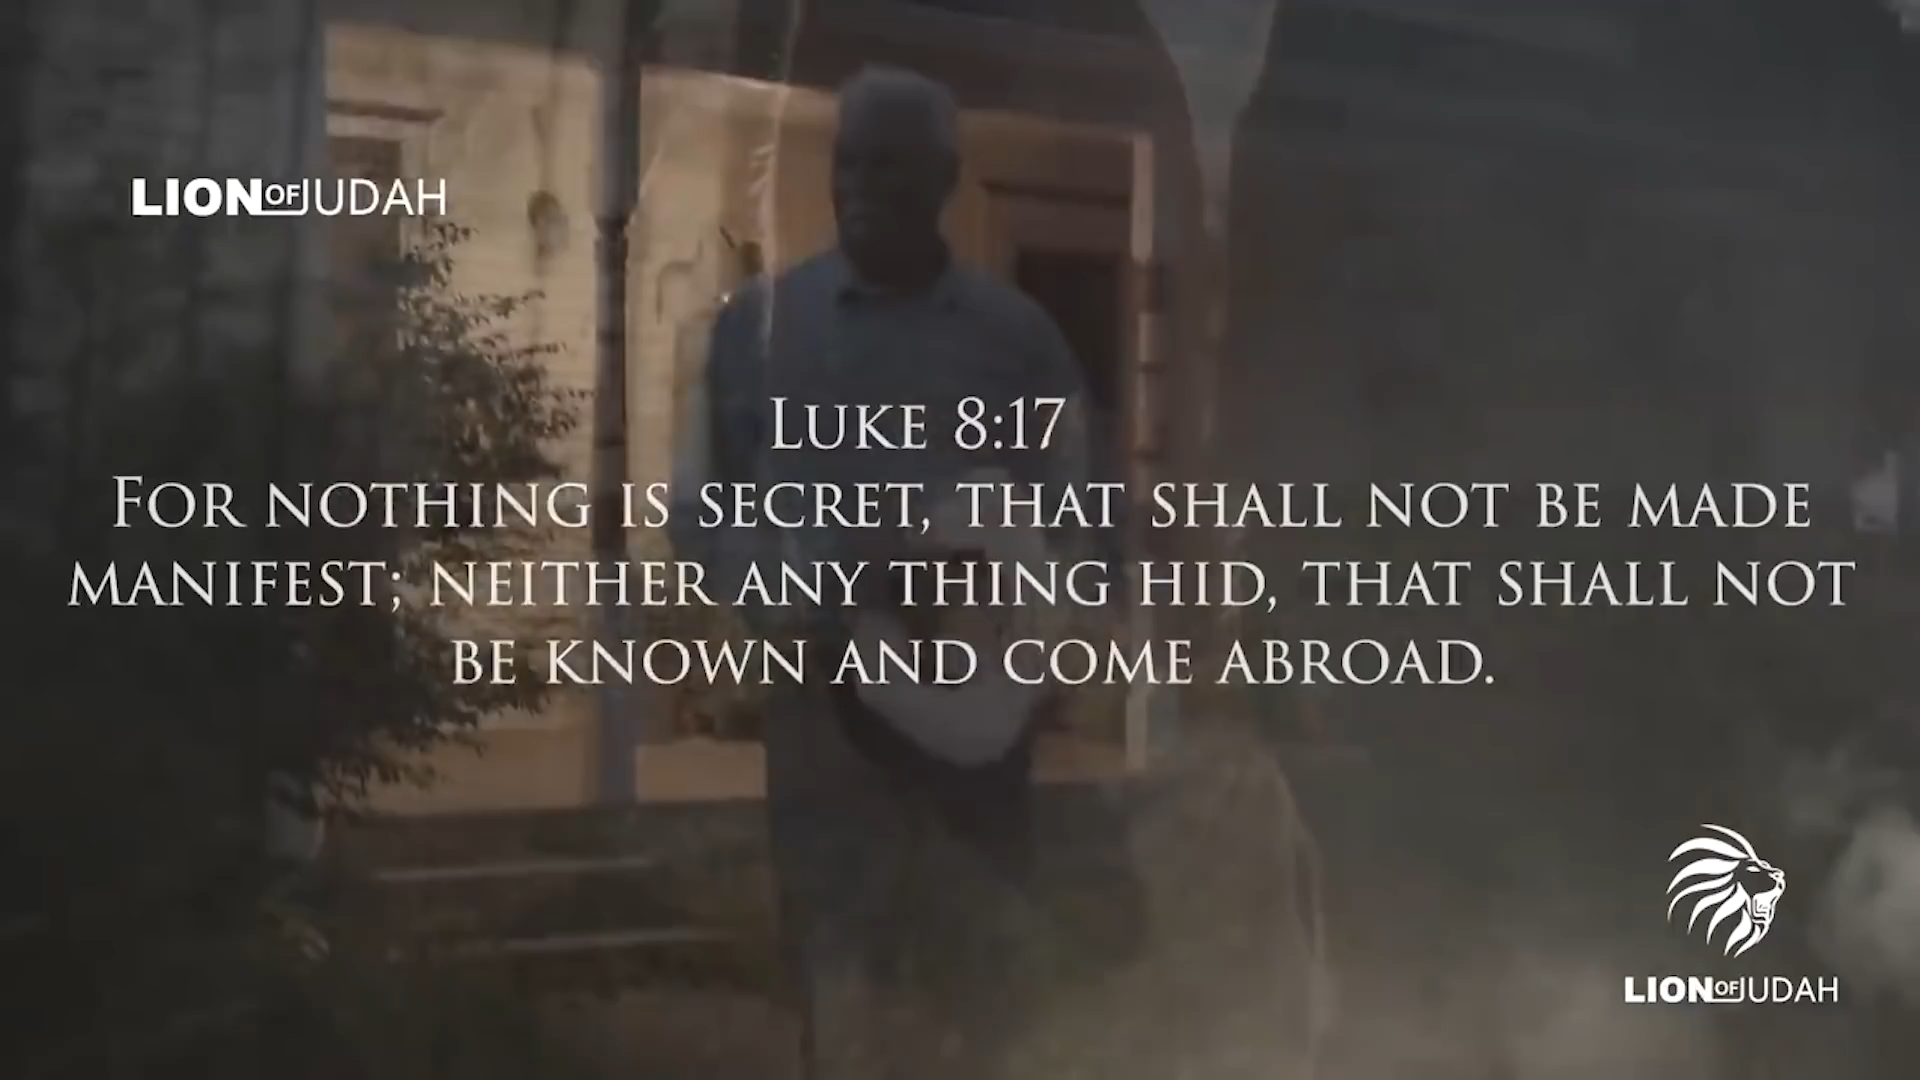 LION OF JUDAH
LUKE 8:17
FOR NOTHING IS SECRET, THAT SHALL NOT BE MADE
MANIFEST; NEITHER ANY THING HID, THAT SHALL NOT
BE KNOWN AND COME ABROAD.
LION OF JUDAH